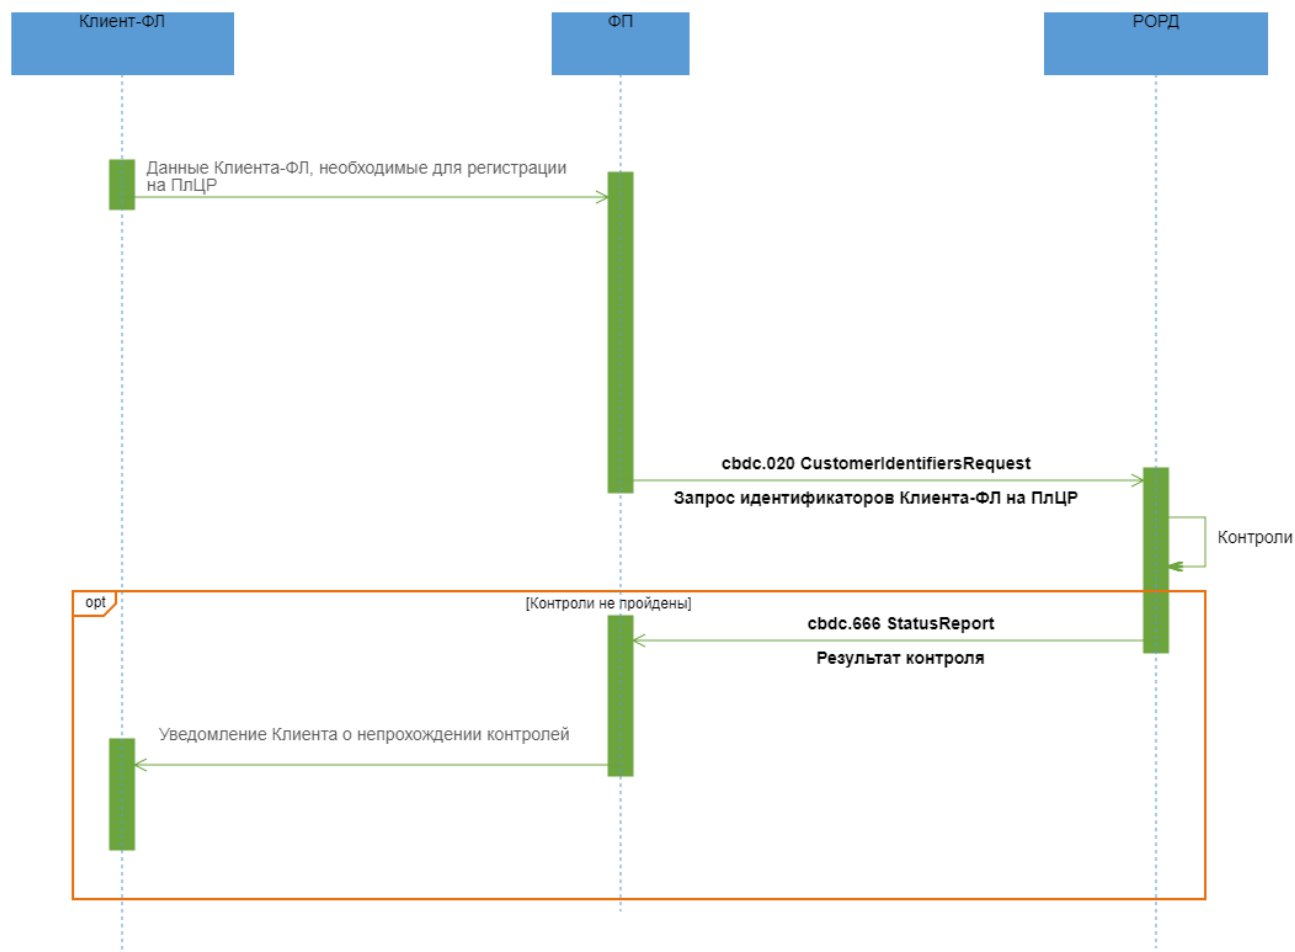 Клиент-ФЛ
ФП
РОРД
Данные Клиента-ФЛ, необходимые для регистрации
на ПлЦР
cbdc.020 CustomerIdentifiersRequest
Запрос идентификаторов Клиента-ФЛ на ПлЦР
Контроли
opt
[Контроли не пройдены]
cbdc.666 StatusReport
Результат контроля
Уведомление Клиента о непрохождении контролей